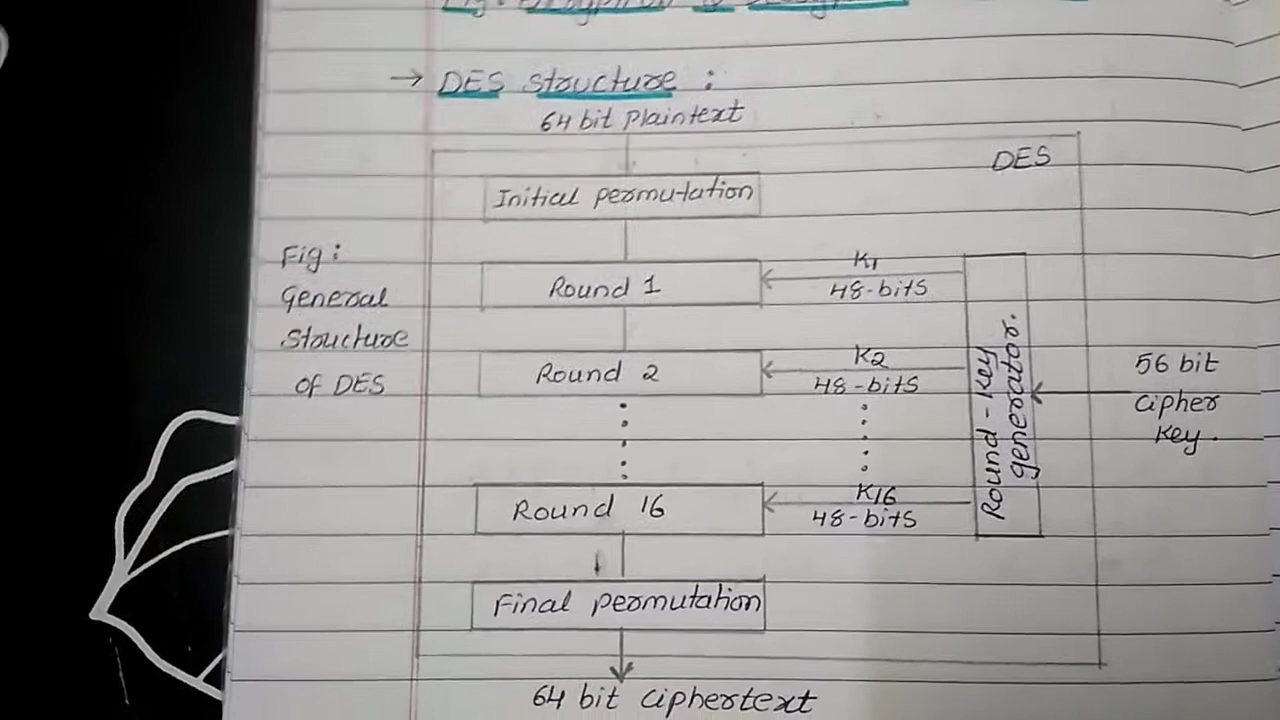 → DES Structure :
64 bit Plaintext
DES
Initial permutation
Fig :
General
Structure
of DES
Round 1
K1
48-bits
Round 2
K2
48-bits
Round 16
K16
48-bits
Round-Key
generator.
56 bit
cipher
key.
Final permutation
64 bit ciphertext